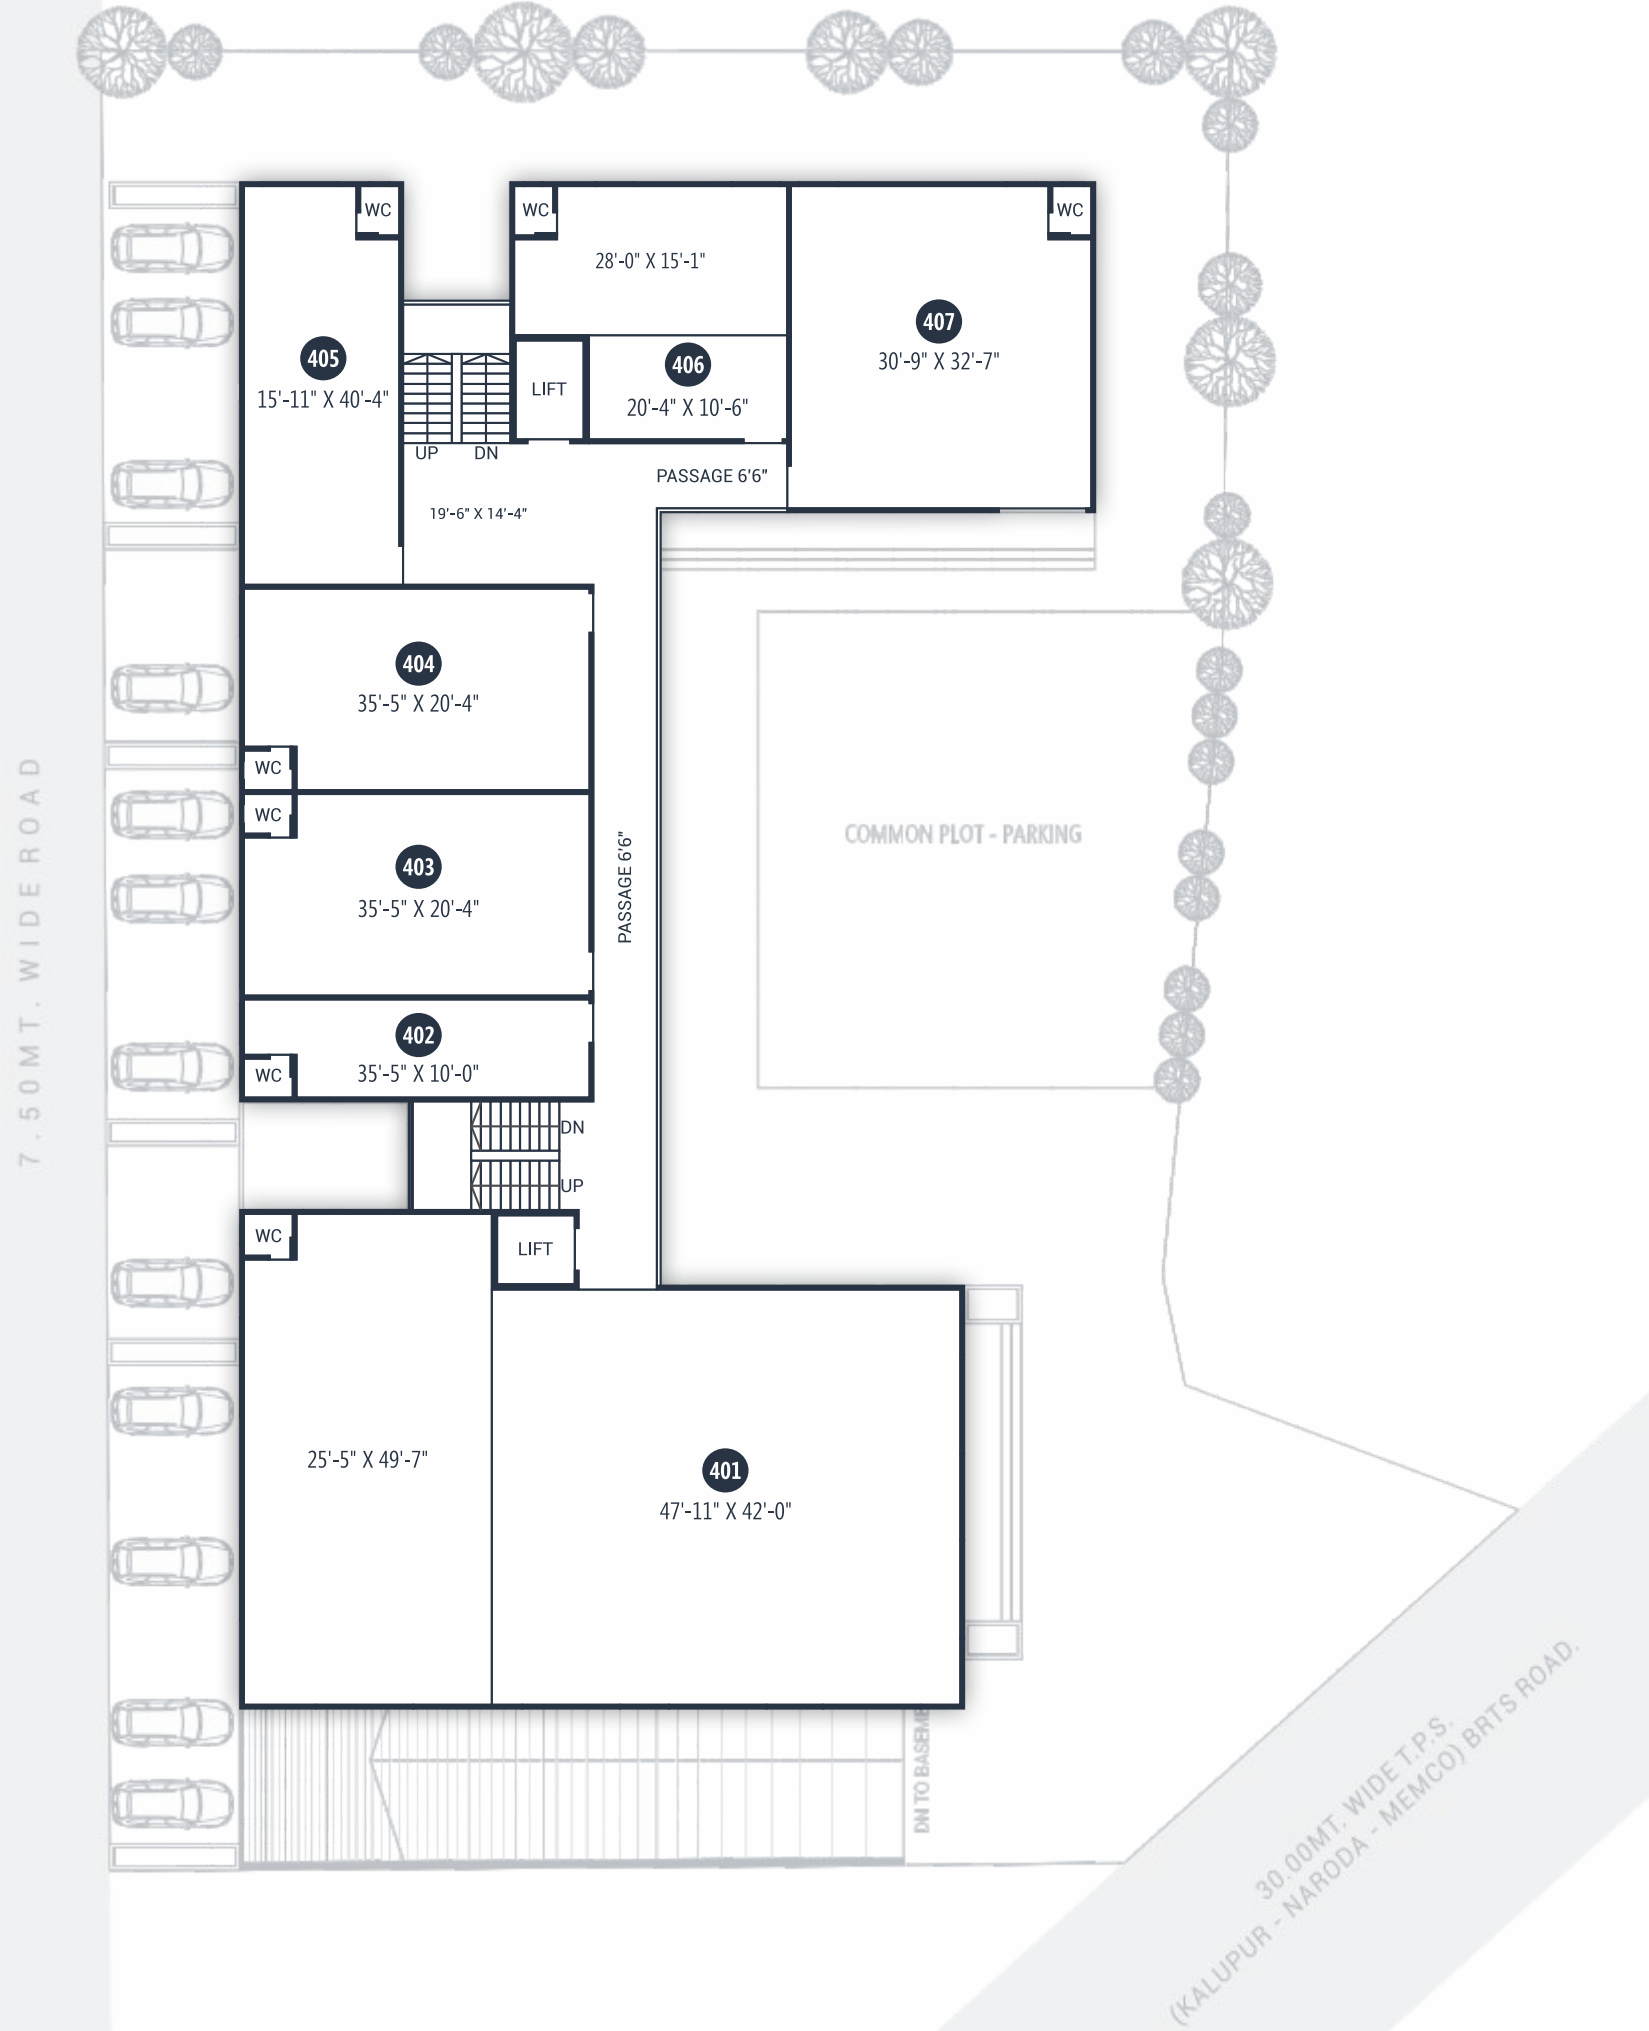 WC
WC
WC
28'-0" X 15'-1"
407
30'-9" X 32'-7"
405
15'-11" X 40'-4"
LIFT
406
20'-4" X 10'-6"
UP
DN
PASSAGE 6'6"
19'-6" X 14'-4"
404
35'-5" X 20'-4"
WC
WC
403
35'-5" X 20'-4"
PASSAGE 6'6"
COMMON PLOT - PARKING
7.50MT. WIDE ROAD
402
35'-5" X 10'-0"
WC
DN
UP
WC
LIFT
25'-5" X 49'-7"
401
47'-11" X 42'-0"
DN TO BASEME
30.00MT. WIDE T.P.S.
(KALUPUR - NARODA - MEMCO) BRTS ROAD.